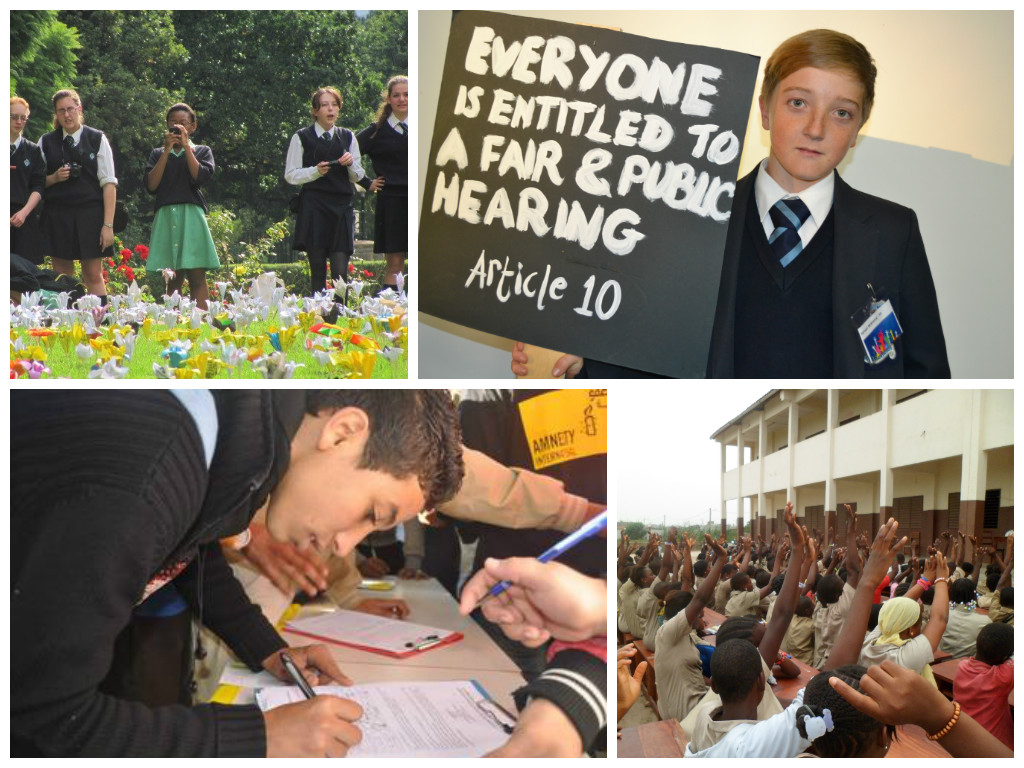 EVERYONE
IS ENTITLED TO
A FAIR & PUBLIC
HEARING
Article 10
AMNESTY
INTERNATIONAL